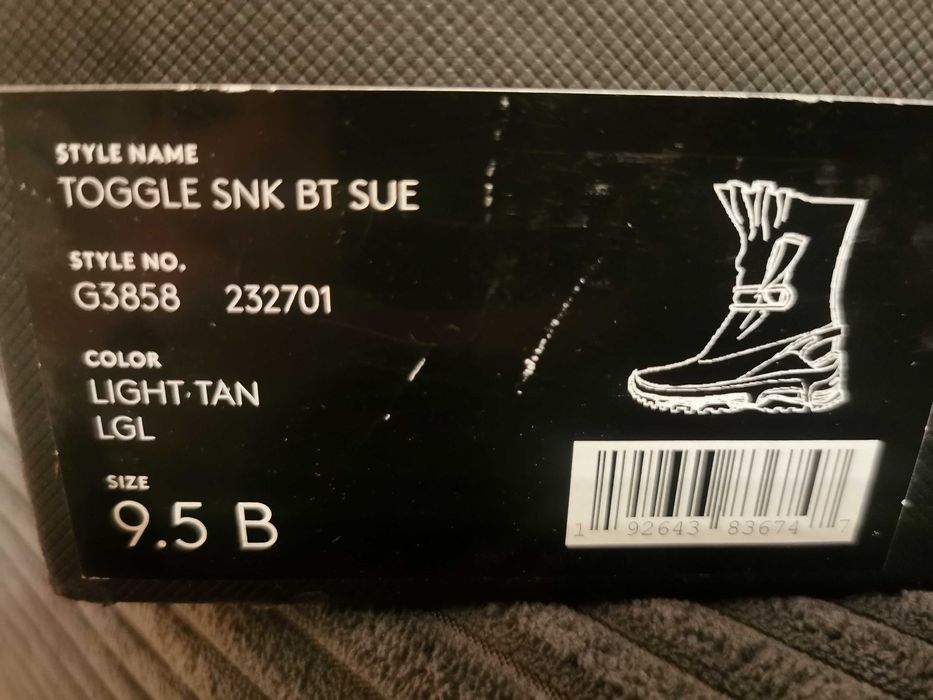 STYLE NAME
TOGGLE SNK BT SUE
STYLE NO.
G3858 232701
COLOR
LIGHT TAN
LGL
SIZE
9.5 B
1 92643 83674 7